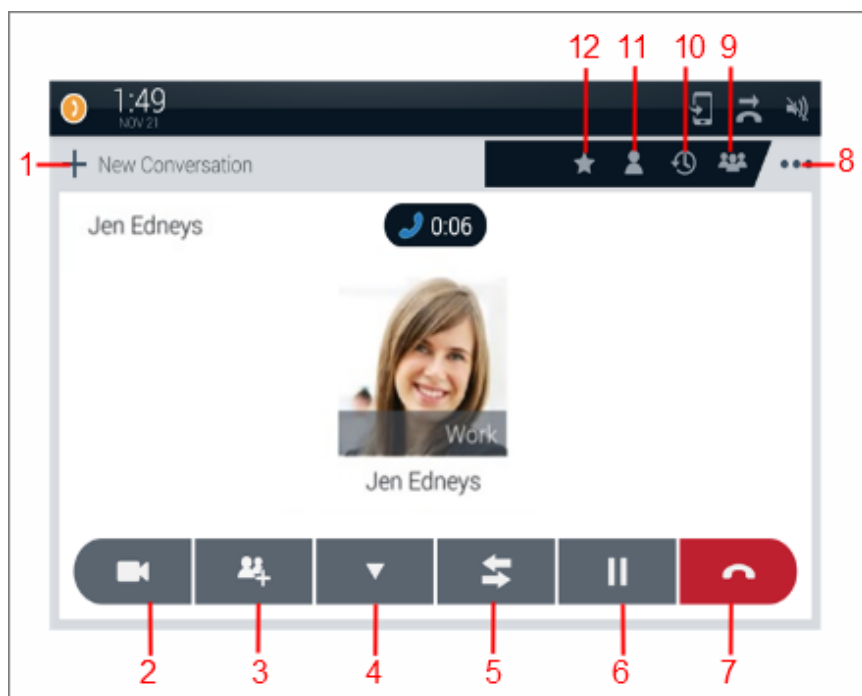 12 11 10 9
1:49
NOV 21
1 New Conversation 8
Jen Edneys 0:06
Work
Jen Edneys
2 3 4 5 6 7